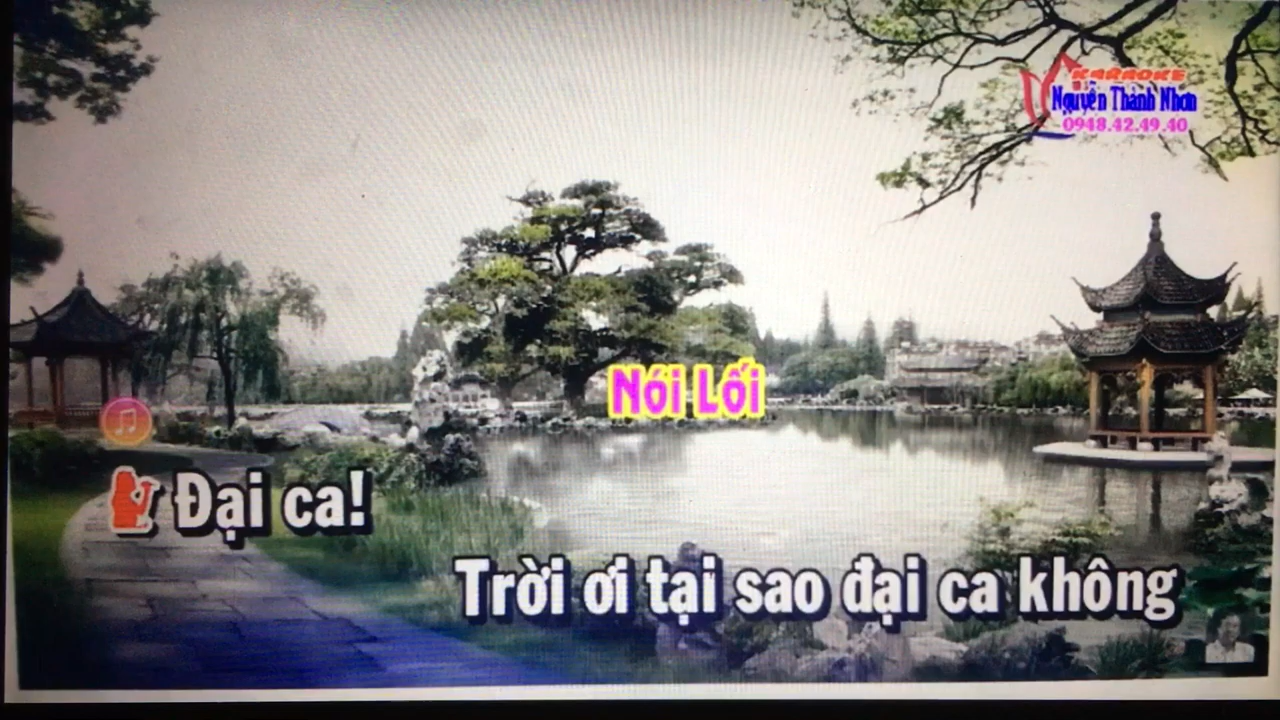 KARAOKE
Nguyễn Thành Nhơn
0948.42.49.40
Nói Lối
Đại ca!
Trời ơi tại sao đại ca không